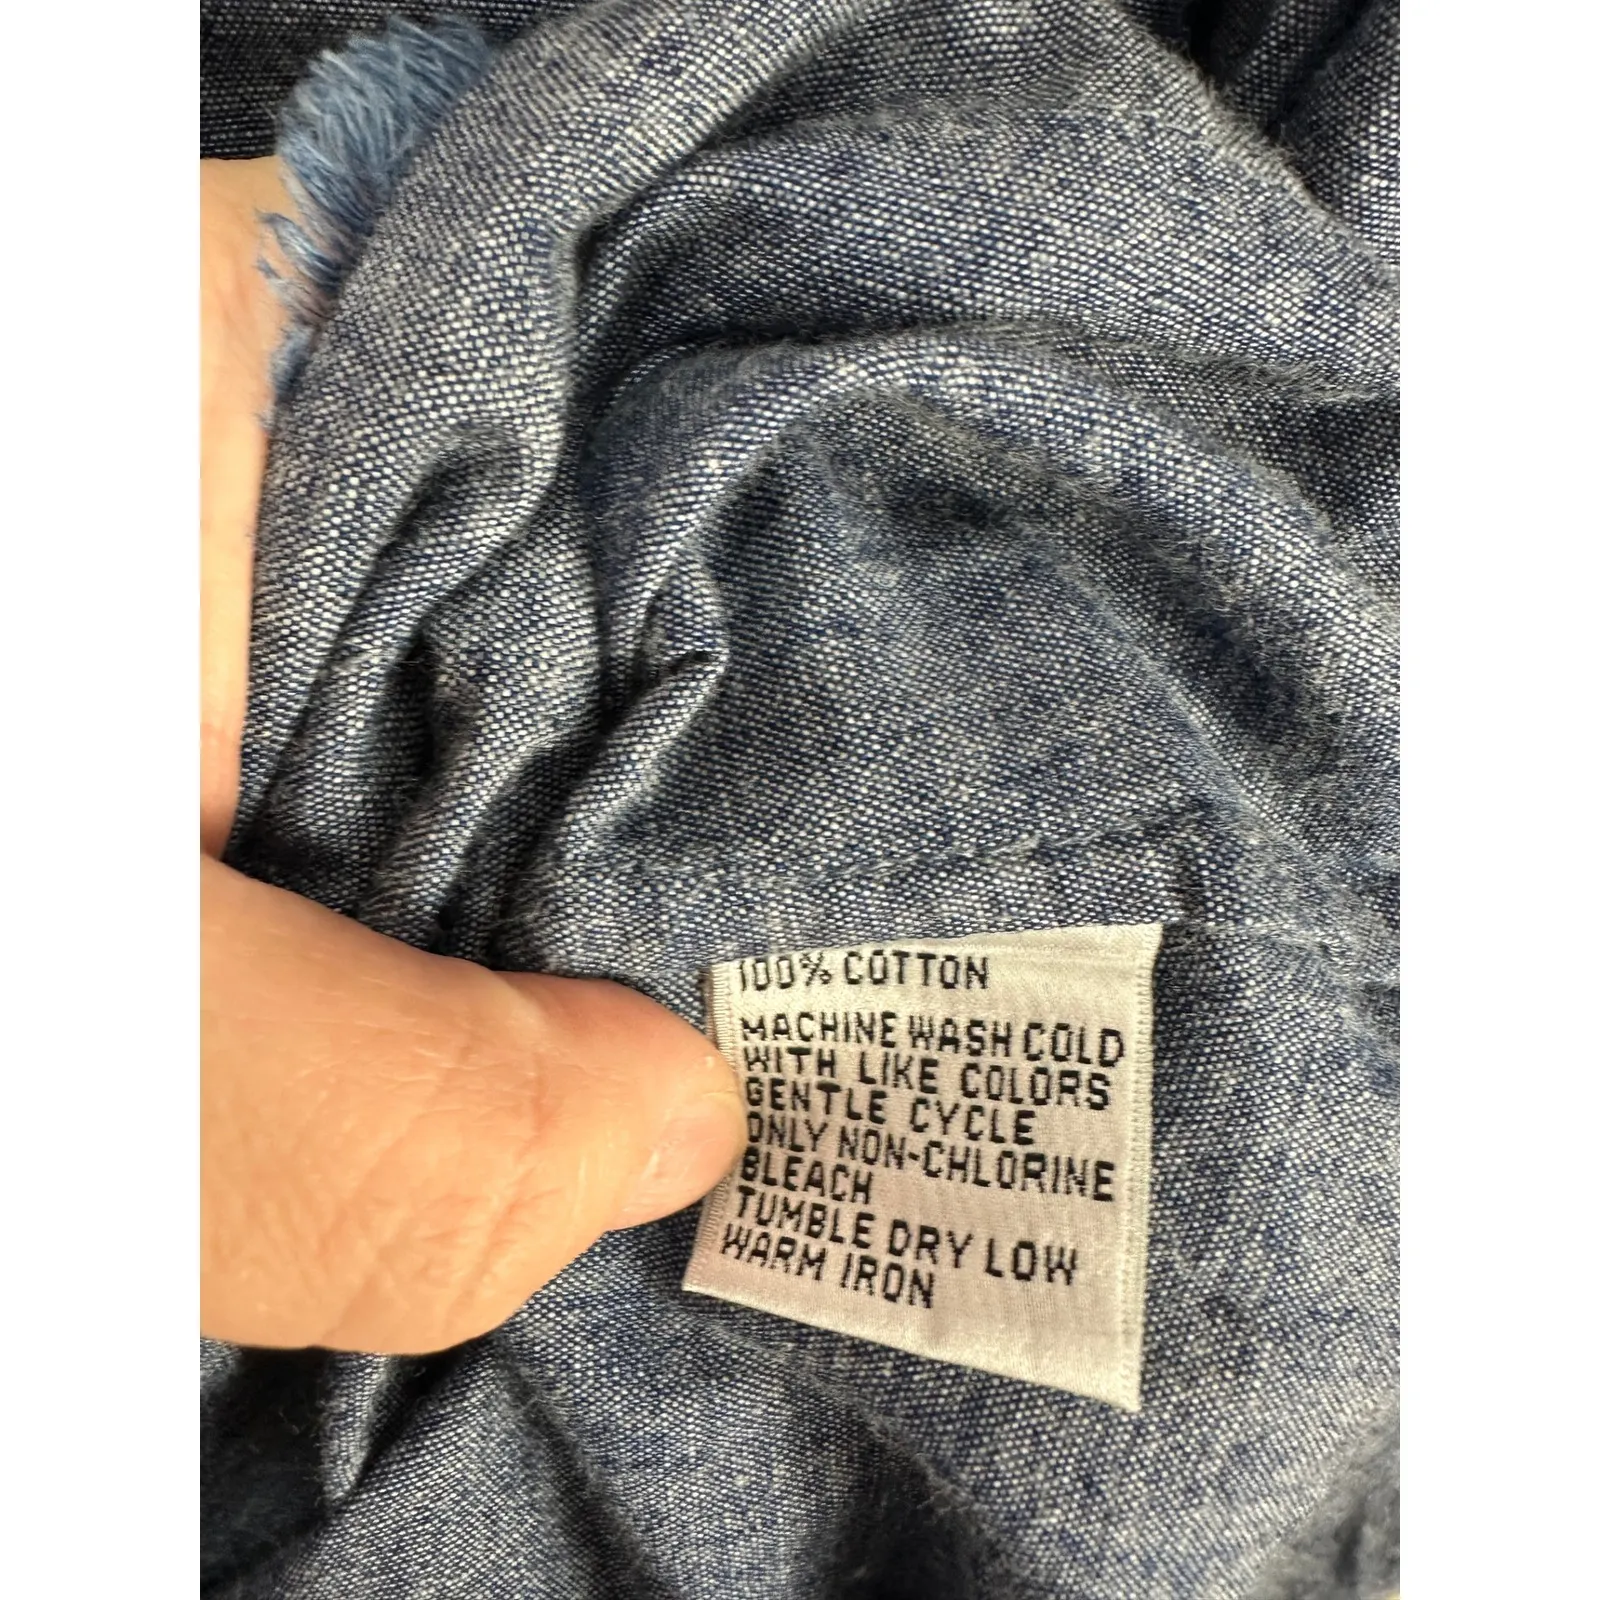 100% COTTON
MACHINE WASH COLD
WITH LIKE COLORS
GENTLE CYCLE
ONLY NON-CHLORINE
BLEACH
TUMBLE DRY LOW
WARM IRON